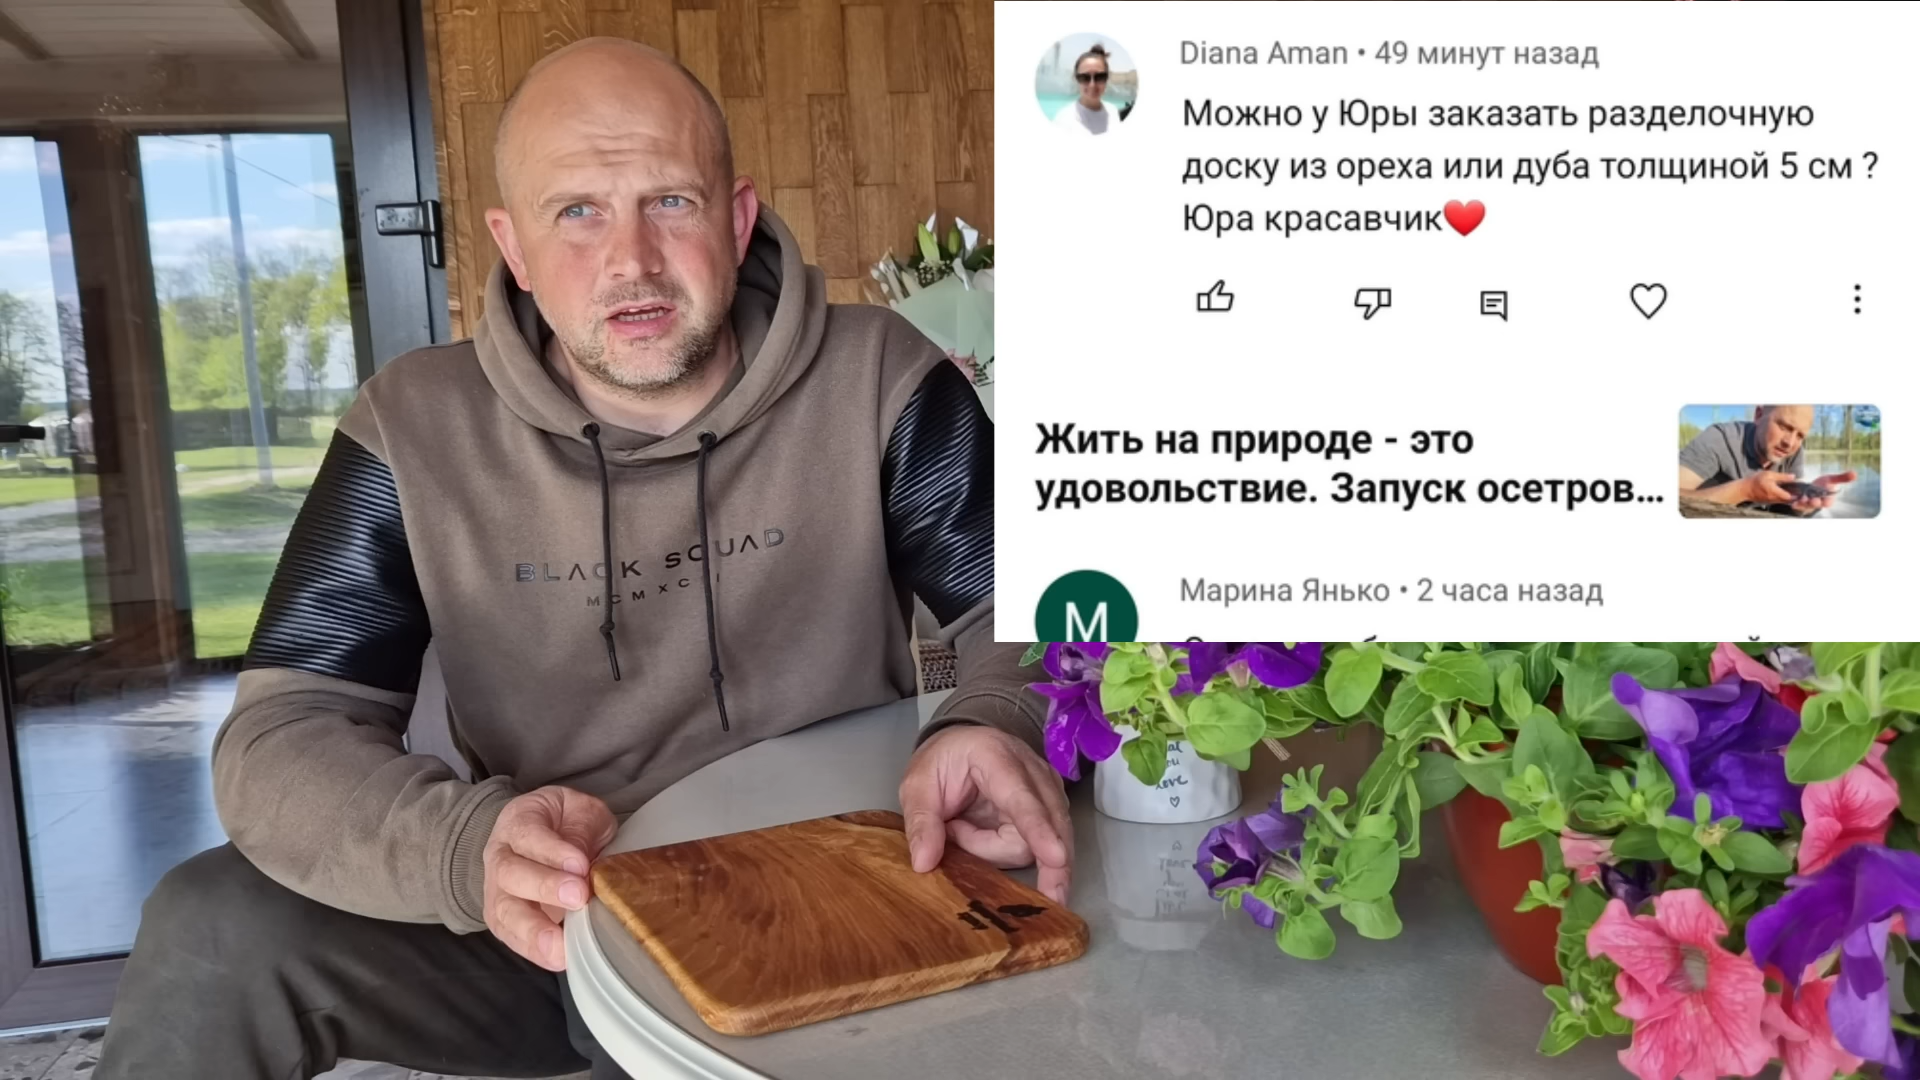 Diana Aman • 49 минут назад
Можно у Юры заказать разделочную
доску из ореха или дуба толщиной 5 см ?
Юра красавчик❤️
Жить на природе - это
удовольствие. Запуск осетров...
М
Марина Янько • 2 часа назад
BLACK SQUAD
love